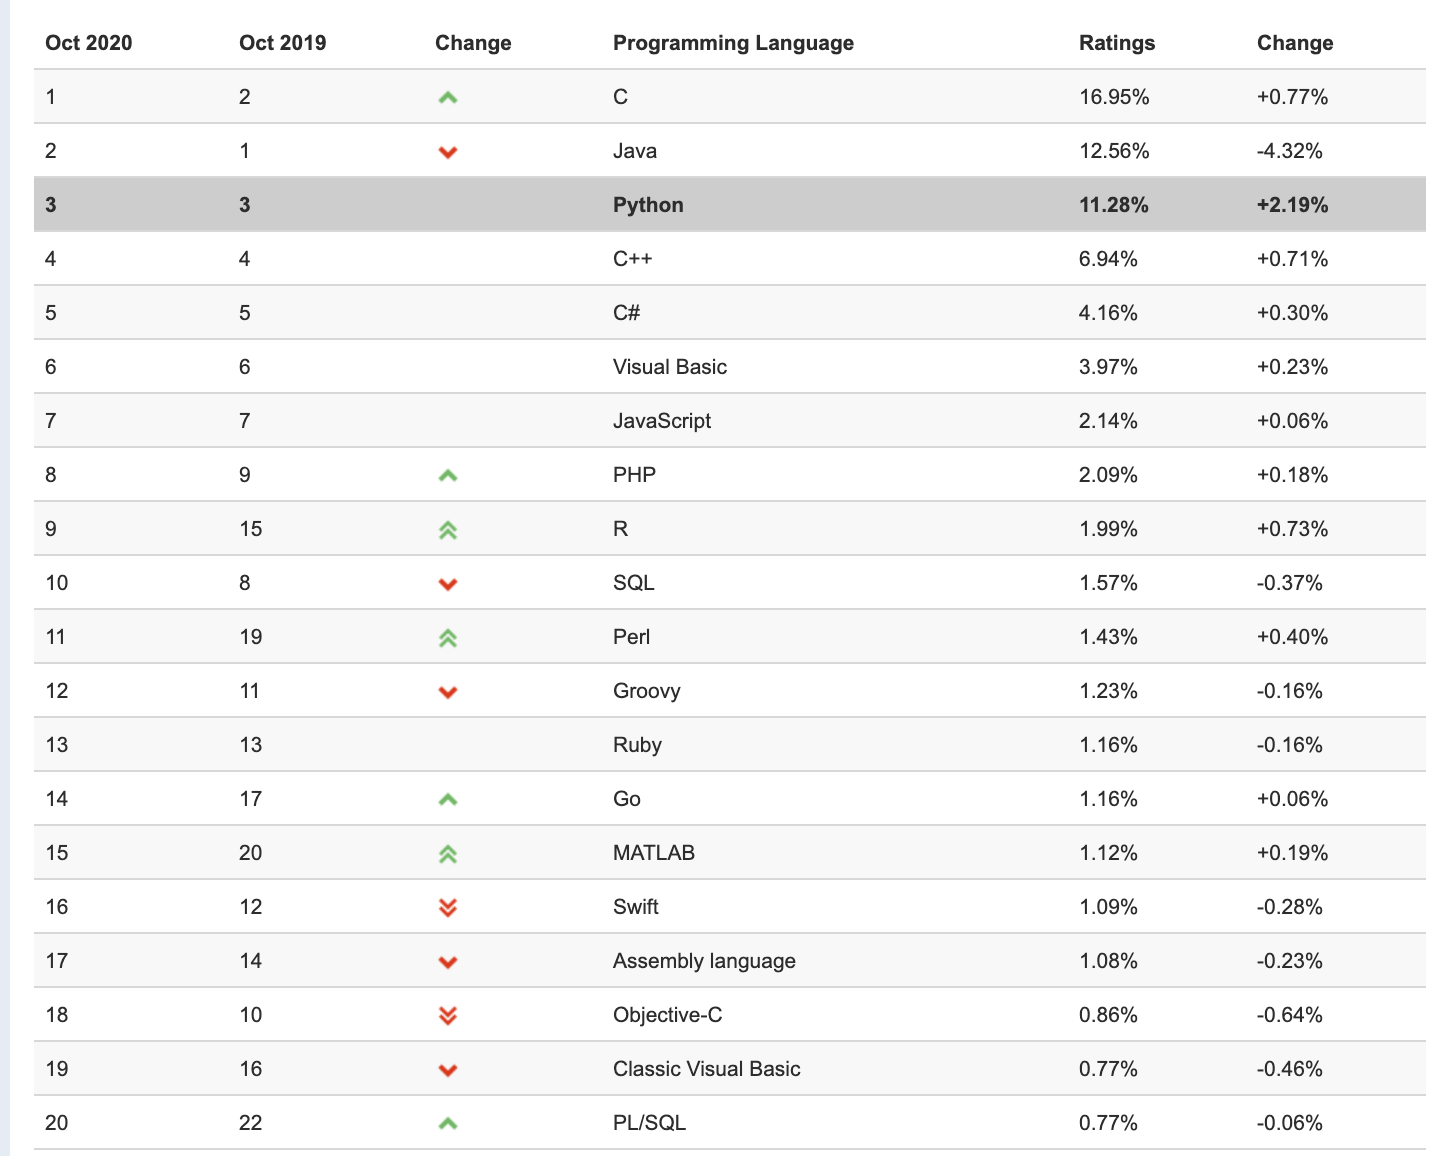 Oct 2020 Oct 2019 Change Programming Language Ratings Change
1 2 C 16.95% +0.77%
2 1 Java 12.56% -4.32%
3 3 Python 11.28% +2.19%
4 4 C++ 6.94% +0.71%
5 5 C# 4.16% +0.30%
6 6 Visual Basic 3.97% +0.23%
7 7 JavaScript 2.14% +0.06%
8 9 PHP 2.09% +0.18%
9 15 R 1.99% +0.73%
10 8 SQL 1.57% -0.37%
11 19 Perl 1.43% +0.40%
12 11 Groovy 1.23% -0.16%
13 13 Ruby 1.16% -0.16%
14 17 Go 1.16% +0.06%
15 20 MATLAB 1.12% +0.19%
16 12 Swift 1.09% -0.28%
17 14 Assembly language 1.08% -0.23%
18 10 Objective-C 0.86% -0.64%
19 16 Classic Visual Basic 0.77% -0.46%
20 22 PL/SQL 0.77% -0.06%